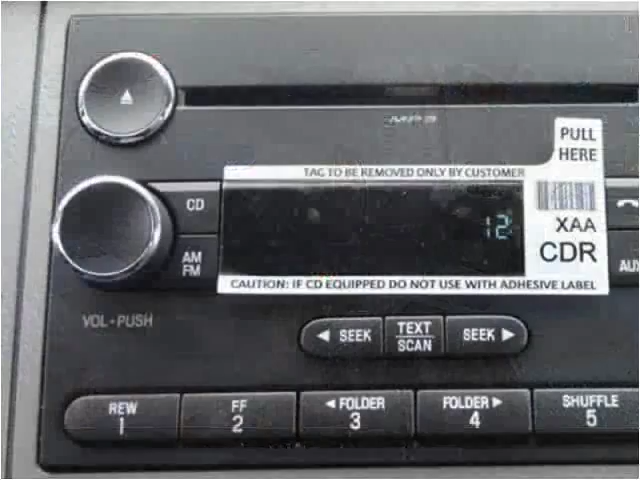 PULL
HERE
TAG TO BE REMOVED ONLY BY CUSTOMER
CD
12
XAA
CDR
AM
FM
AUX
CAUTION: IF CD EQUIPPED DO NOT USE WITH ADHESIVE LABEL
VOL-PUSH
◄ SEEK
TEXT
SCAN
SEEK ►
REW
1
FF
2
◄ FOLDER
3
FOLDER ►
4
SHUFFLE
5